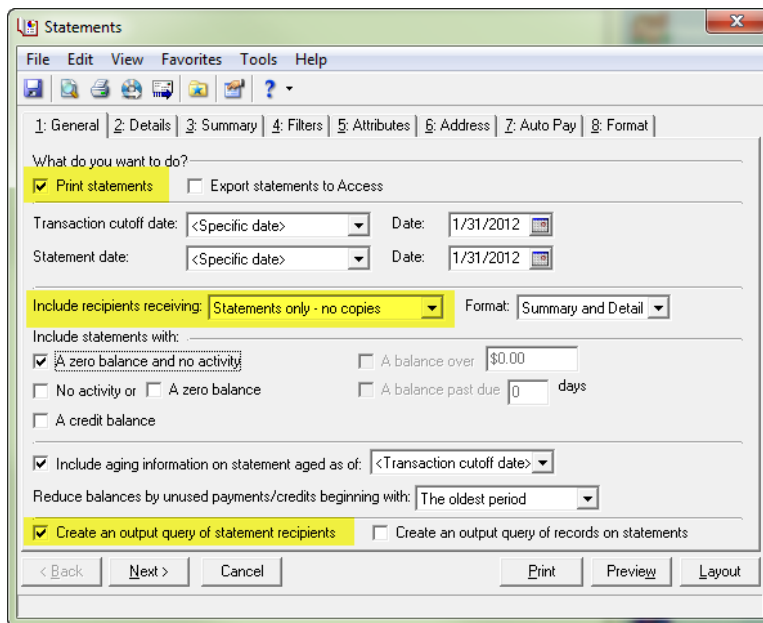 Statements
File Edit View Favorites Tools Help
1: General 2: Details 3: Summary 4: Filters 5: Attributes 6: Address 7: Auto Pay 8: Format
What do you want to do?
Print statements Export statements to Access
Transaction cutoff date: <Specific date> Date: 1/31/2012
Statement date: <Specific date> Date: 1/31/2012
Include recipients receiving: Statements only - no copies Format: Summary and Detail
Include statements with:
A zero balance and no activity A balance over $0.00
No activity or A zero balance A balance past due 0 days
A credit balance
Include aging information on statement aged as of: <Transaction cutoff date>
Reduce balances by unused payments/credits beginning with: The oldest period
Create an output query of statement recipients Create an output query of records on statements
< Back Next > Cancel Print Preview Layout